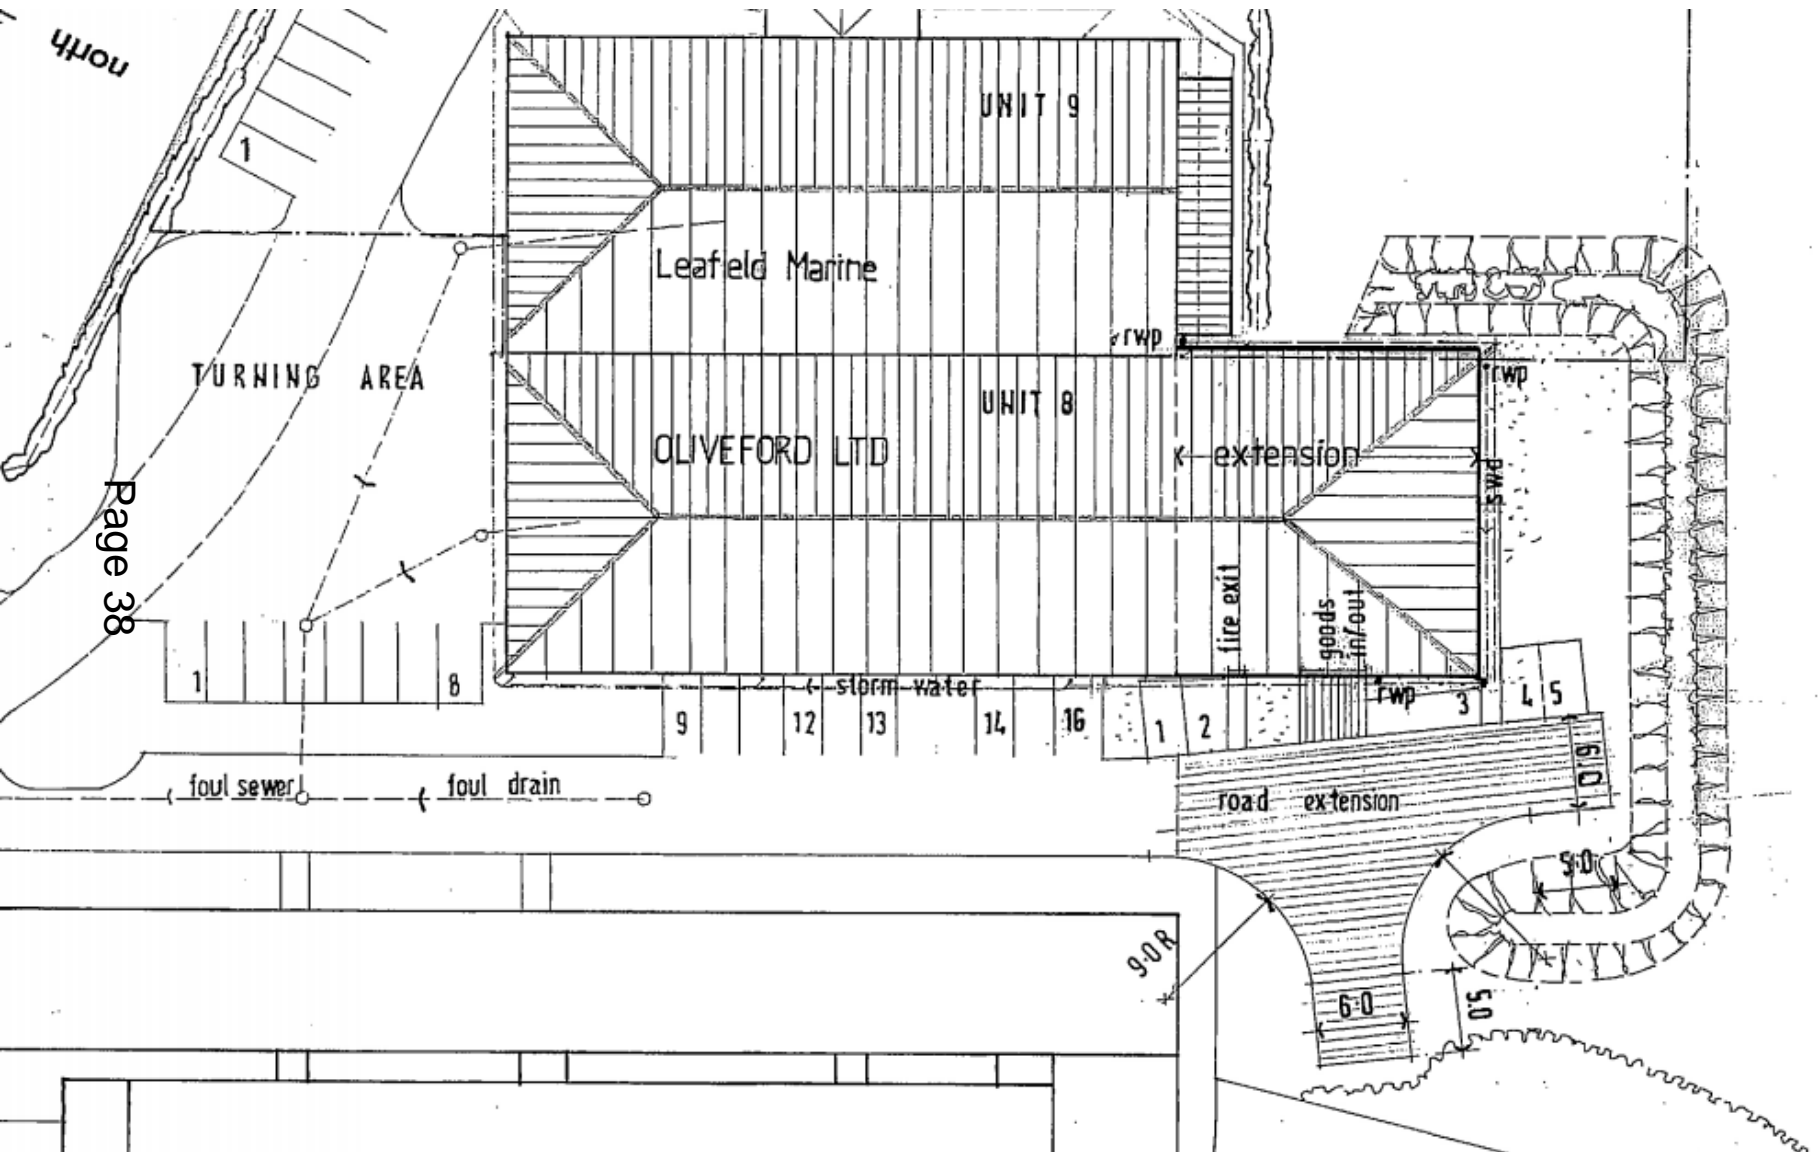 north
1
UNIT 9
Leafield Marine
rwp
TURNING AREA
rwp
UNIT 8
OLIVEFORD LTD
extension
swp
Page 38
fire exit
goods
in/out
1
8
storm water
rwp
3
4
5
9
12
13
14
16
1
2
6.0
foul sewer
foul drain
road extension
5.0
9.0 R
6.0
5.0